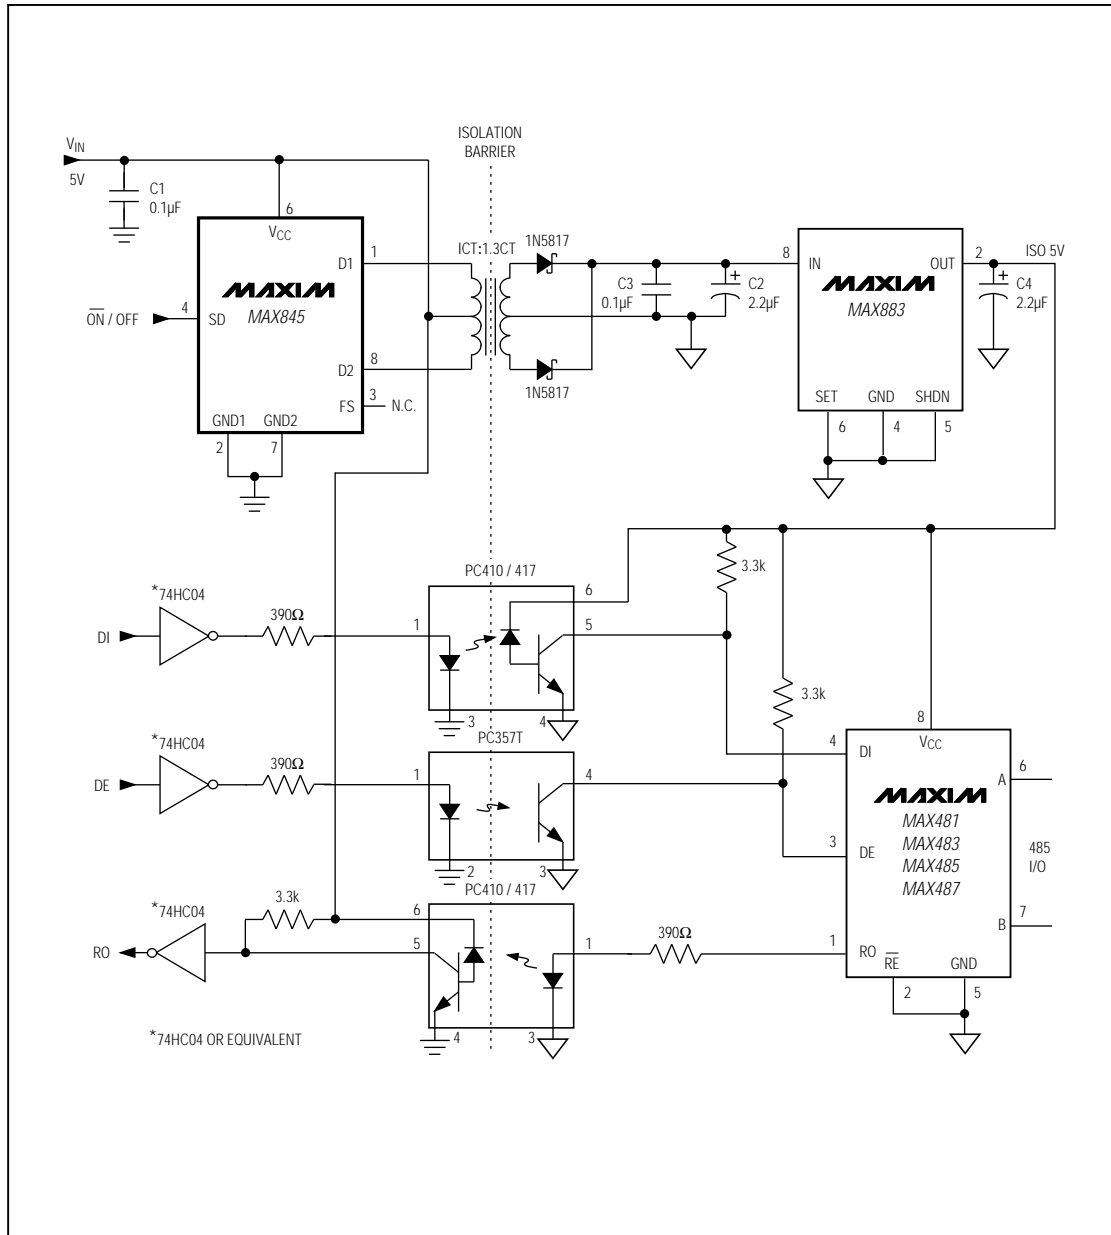 ISOLATION
BARRIER
VIN
5V
C1
0.1µF
6
VCC
1
D1
MAXIM
MAX845
4
ON / OFF
SD
8
D2
3
FS
N.C.
GND1
GND2
2
7
ICT:1.3CT
1N5817
1N5817
C3
0.1µF
+
C2
2.2µF
8
IN
OUT
2
ISO 5V
MAXIM
MAX883
+
C4
2.2µF
SET
GND
SHDN
6
4
5
*74HC04
DI
390Ω
PC410 / 417
1
6
5
3
4
3.3k
3.3k
*74HC04
DE
390Ω
PC357T
1
4
2
3
8
VCC
4
DI
6
A
MAXIM
MAX481
MAX483
MAX485
MAX487
3
DE
485
I/O
7
B
1
RO
RE
GND
2
5
*74HC04
RO
3.3k
PC410 / 417
6
5
1
390Ω
4
3
*74HC04 OR EQUIVALENT